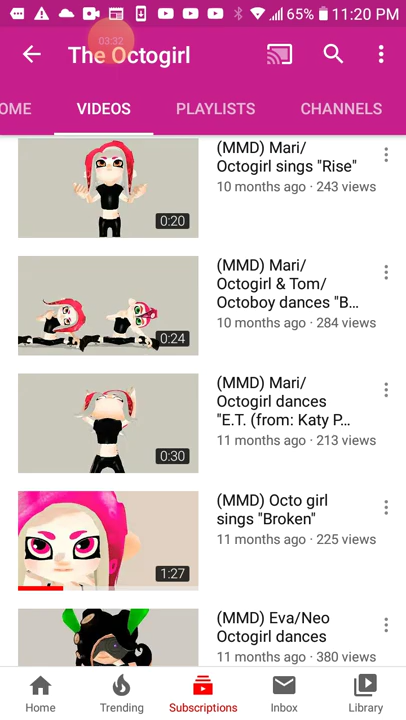 65% 11:20 PM
03:32
The Octogirl
OME VIDEOS PLAYLISTS CHANNELS
(MMD) Mari/
Octogirl sings "Rise"
10 months ago · 243 views
0:20
(MMD) Mari/
Octogirl & Tom/
Octoboy dances "B...
10 months ago · 284 views
0:24
(MMD) Mari/
Octogirl dances
"E.T. (from: Katy P...
11 months ago · 213 views
0:30
(MMD) Octo girl
sings "Broken"
11 months ago · 225 views
1:27
(MMD) Eva/Neo
Octogirl dances
11 months ago · 380 views
Home Trending Subscriptions Inbox Library